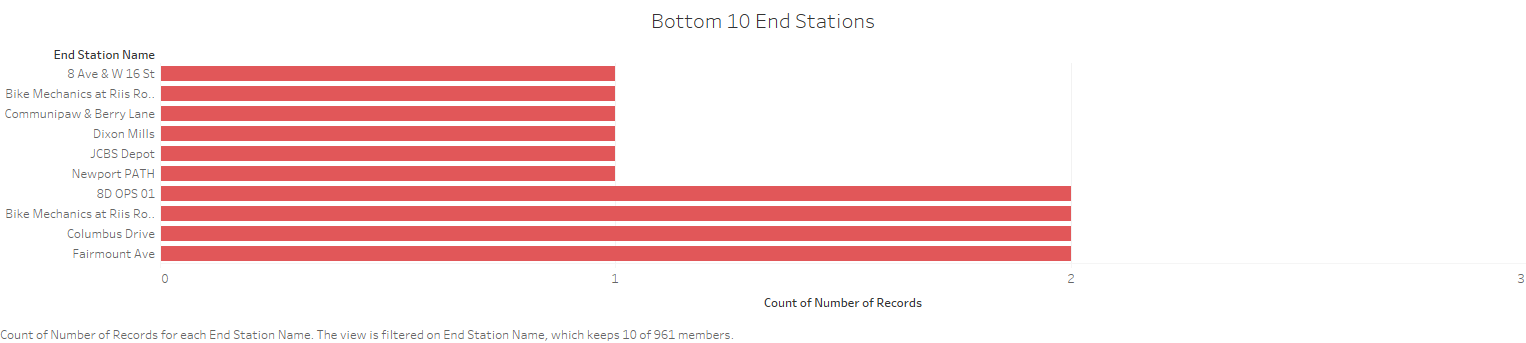 Bottom 10 End Stations
End Station Name
8 Ave & W 16 St
Bike Mechanics at Riis Ro..
Communipaw & Berry Lane
Dixon Mills
JCBS Depot
Newport PATH
8D OPS 01
Bike Mechanics at Riis Ro..
Columbus Drive
Fairmount Ave
0 1 2 3
Count of Number of Records
Count of Number of Records for each End Station Name. The view is filtered on End Station Name, which keeps 10 of 961 members.